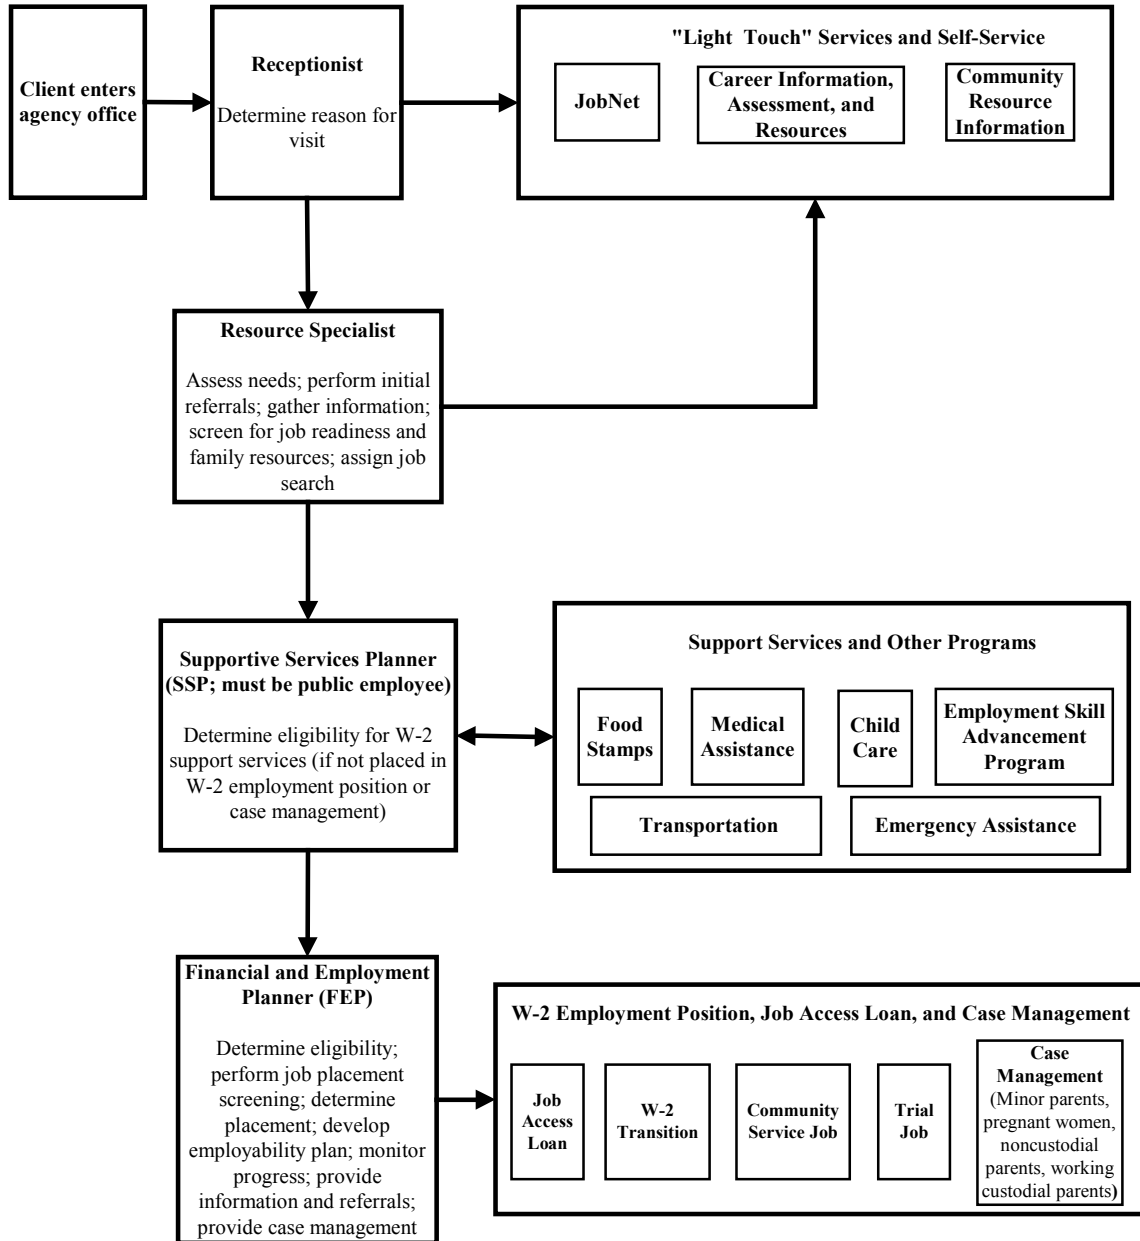 Client enters
agency office
Receptionist
Determine reason for
visit
"Light Touch" Services and Self-Service
JobNet
Career Information,
Assessment, and
Resources
Community
Resource
Information
Resource Specialist
Assess needs; perform initial
referrals; gather information;
screen for job readiness and
family resources; assign job
search
Supportive Services Planner
(SSP; must be public employee)
Determine eligibility for W-2
support services (if not placed in
W-2 employment position or
case management)
Support Services and Other Programs
Food
Stamps
Medical
Assistance
Child
Care
Employment Skill
Advancement
Program
Transportation
Emergency Assistance
Financial and Employment
Planner (FEP)
Determine eligibility;
perform job placement
screening; determine
placement; develop
employability plan; monitor
progress; provide
information and referrals;
provide case management
W-2 Employment Position, Job Access Loan, and Case Management
Job
Access
Loan
W-2
Transition
Community
Service Job
Trial
Job
Case
Management
(Minor parents,
pregnant women,
noncustodial
parents, working
custodial parents)